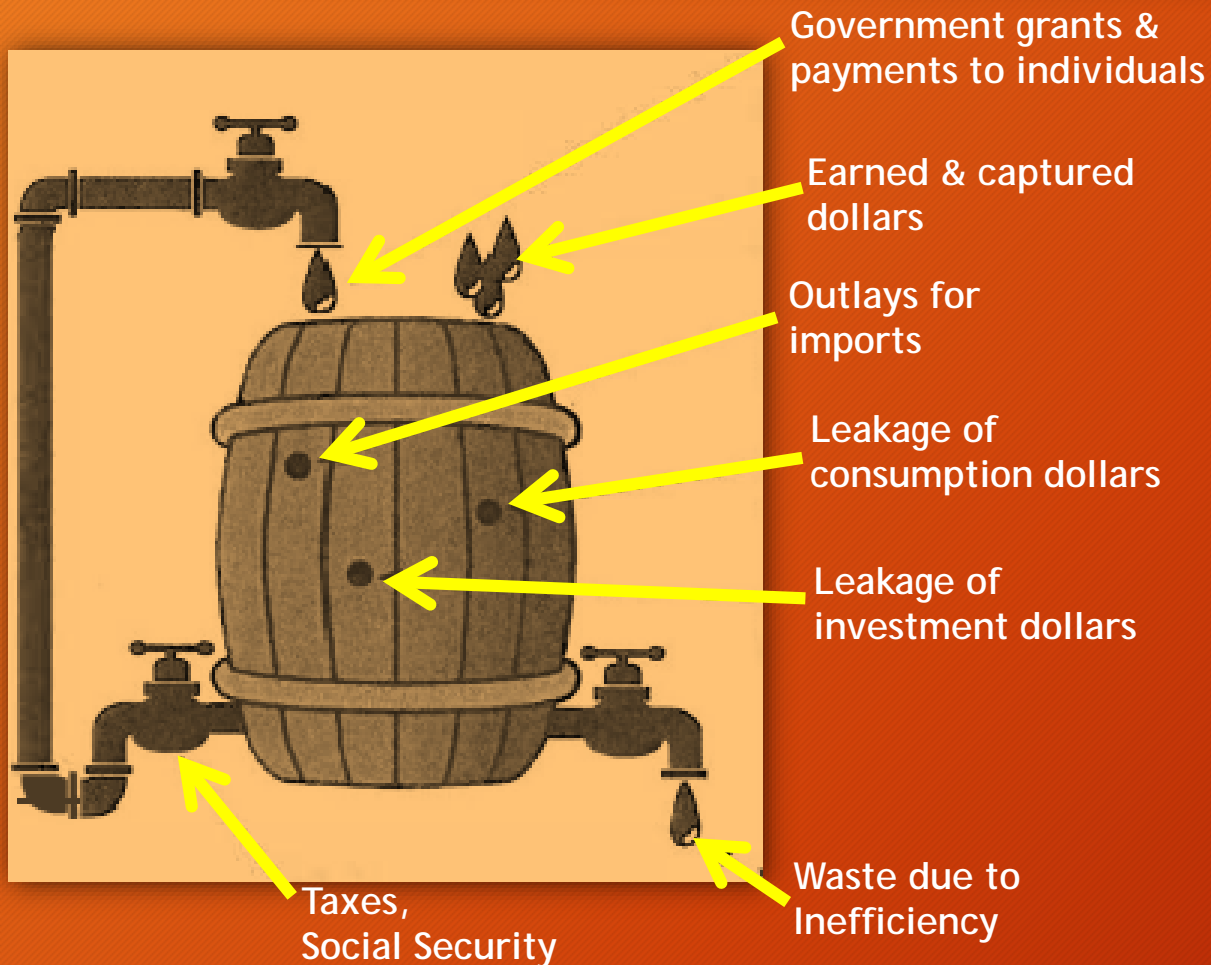 Government grants &
payments to individuals
Earned & captured
dollars
Outlays for
imports
Leakage of
consumption dollars
Leakage of
investment dollars
Waste due to
Inefficiency
Taxes,
Social Security